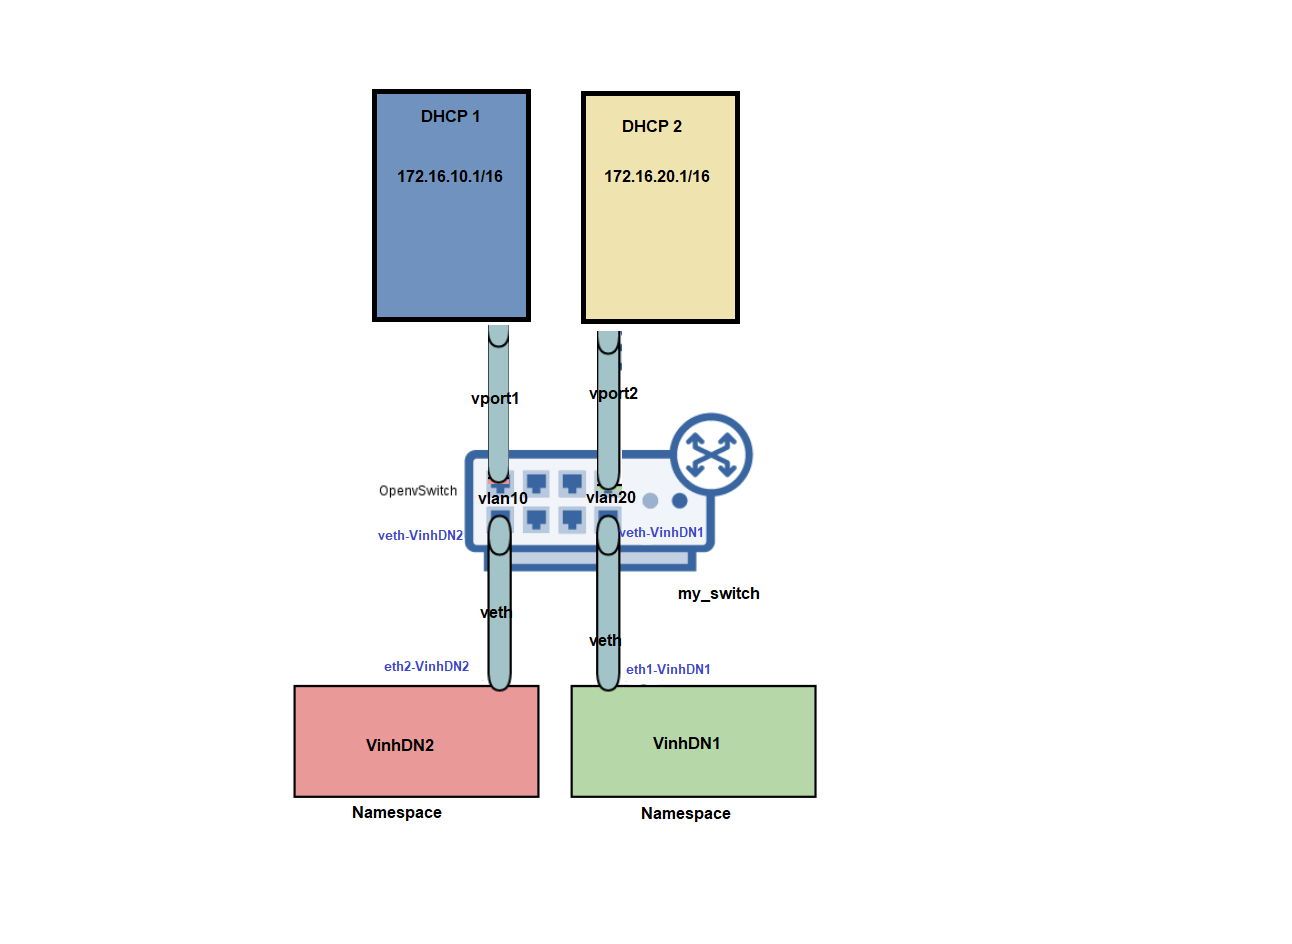 DHCP 1
172.16.10.1/16
DHCP 2
172.16.20.1/16
vport1
vport2
OpenvSwitch
vlan10
vlan20
veth-VinhDN2
veth-VinhDN1
my_switch
veth
veth
eth2-VinhDN2
eth1-VinhDN1
VinhDN2
VinhDN1
Namespace
Namespace